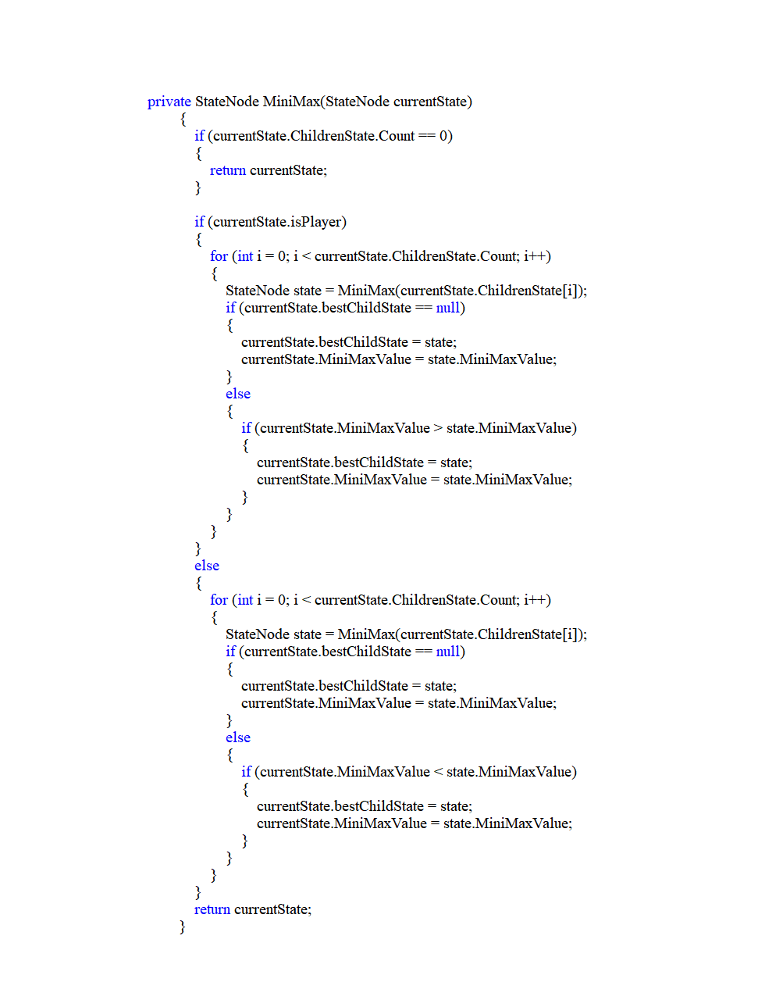 private StateNode MiniMax(StateNode currentState)
{
if (currentState.ChildrenState.Count == 0)
{
return currentState;
}
if (currentState.isPlayer)
{
for (int i = 0; i < currentState.ChildrenState.Count; i++)
{
StateNode state = MiniMax(currentState.ChildrenState[i]);
if (currentState.bestChildState == null)
{
currentState.bestChildState = state;
currentState.MiniMaxValue = state.MiniMaxValue;
}
else
{
if (currentState.MiniMaxValue > state.MiniMaxValue)
{
currentState.bestChildState = state;
currentState.MiniMaxValue = state.MiniMaxValue;
}
}
}
}
else
{
for (int i = 0; i < currentState.ChildrenState.Count; i++)
{
StateNode state = MiniMax(currentState.ChildrenState[i]);
if (currentState.bestChildState == null)
{
currentState.bestChildState = state;
currentState.MiniMaxValue = state.MiniMaxValue;
}
else
{
if (currentState.MiniMaxValue < state.MiniMaxValue)
{
currentState.bestChildState = state;
currentState.MiniMaxValue = state.MiniMaxValue;
}
}
}
}
return currentState;
}